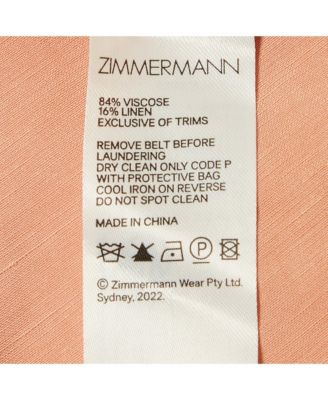 ZIMMERMANN
84% VISCOSE
16% LINEN
EXCLUSIVE OF TRIMS
REMOVE BELT BEFORE
LAUNDERING
DRY CLEAN ONLY CODE P
WITH PROTECTIVE BAG
COOL IRON ON REVERSE
DO NOT SPOT CLEAN
MADE IN CHINA
P
© Zimmermann Wear Pty Ltd.
Sydney, 2022.